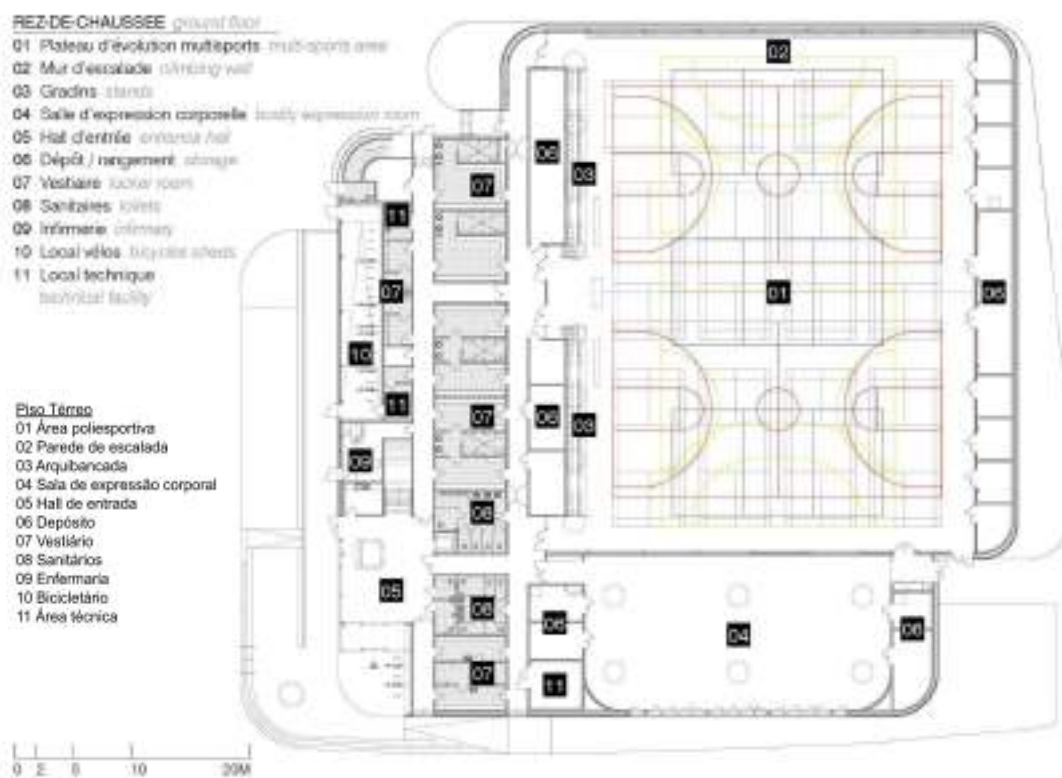 REZ-DE-CHAUSSEE ground floor
01 Plateau d'évolution multisports multi-sports area
02 Mur d'escalade climbing wall
03 Gradins stands
04 Salle d'expression corporelle bodily expression room
05 Hall d'entrée entrance hall
06 Dépôt / rangement storage
07 Vestiaire locker room
08 Sanitaires toilets
09 Infirmerie infirmary
10 Local vélos bicycles sheds
11 Local technique
technical facility
Piso Térreo
01 Área poliesportiva
02 Parede de escalada
03 Arquibancada
04 Sala de expressão corporal
05 Hall de entrada
06 Depósito
07 Vestiário
08 Sanitários
09 Enfermaria
10 Bicicletário
11 Área técnica
02
06
07
03
11
07
01
06
10
11
07
06
03
09
08
05
08
06
04
08
07
11
0 2 5 10 20M